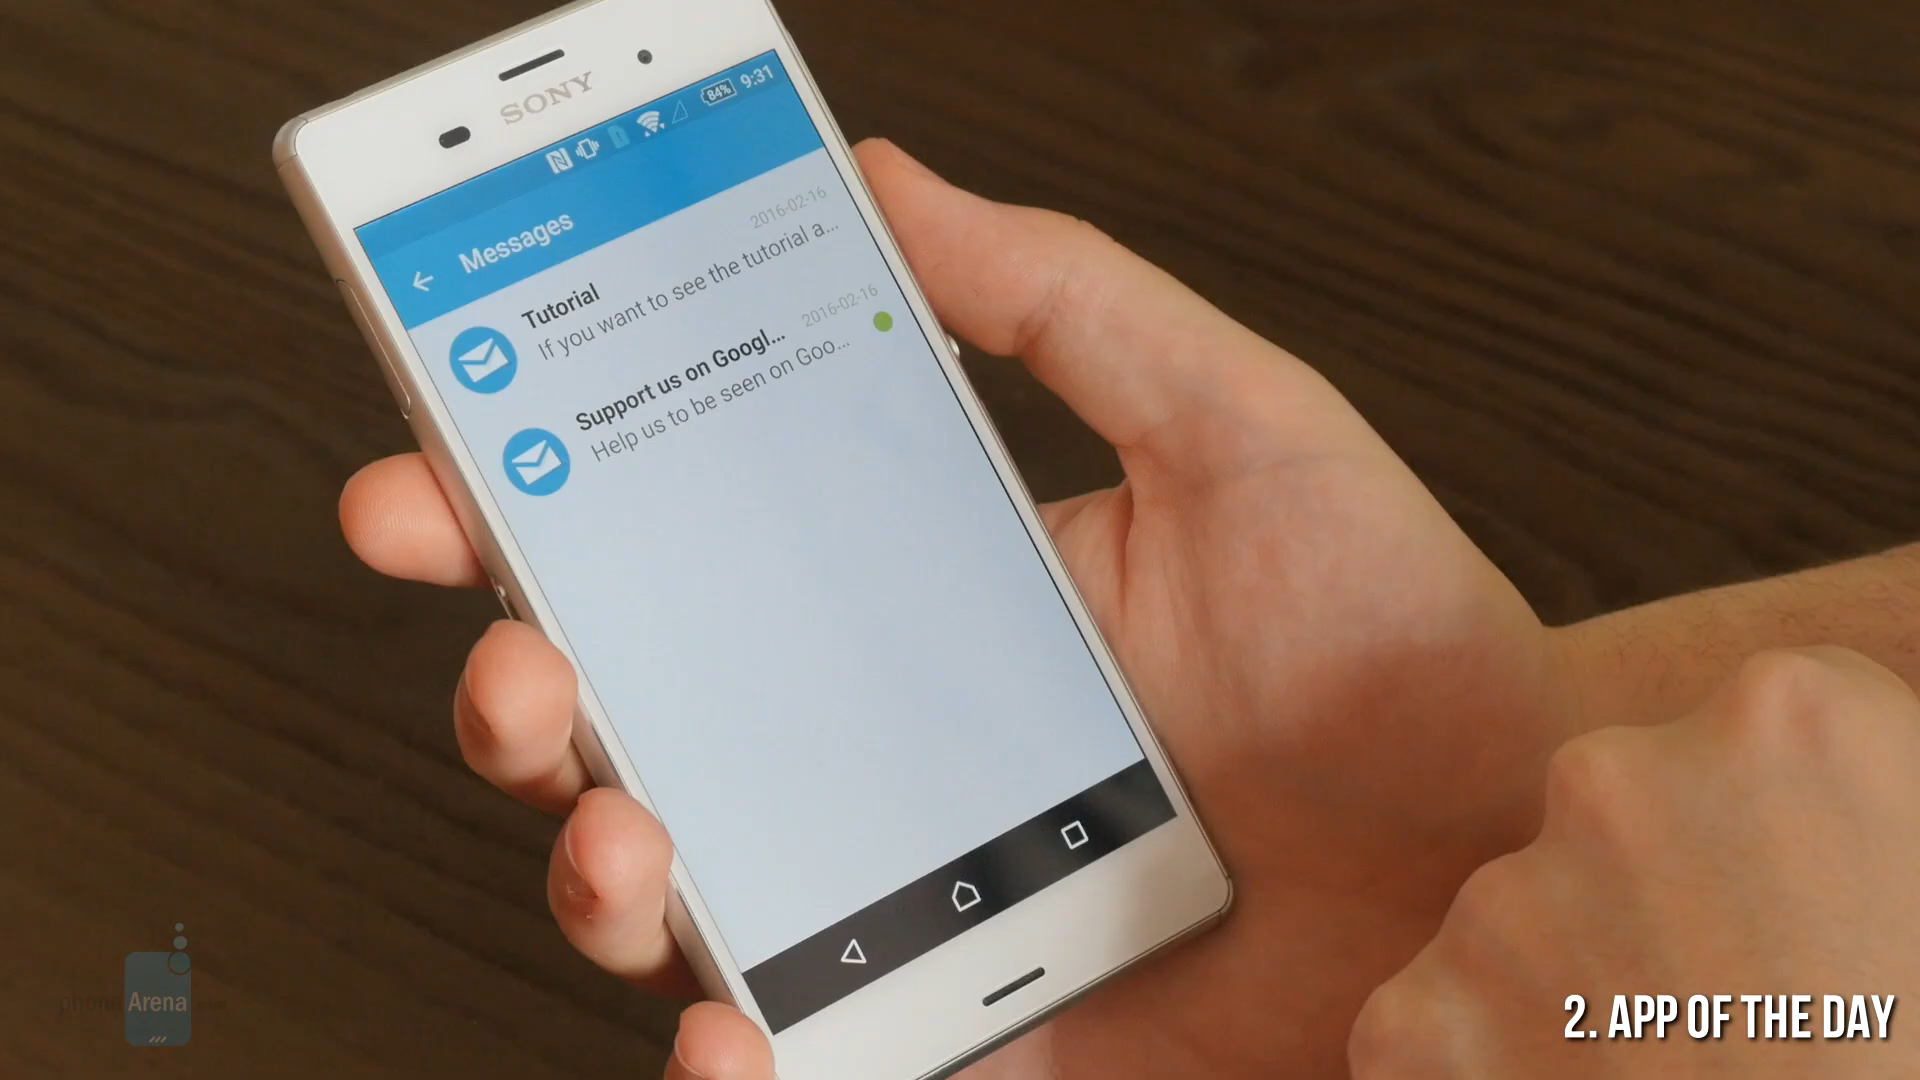 SONY
84% 9:31
Messages
2016-02-16
Tutorial
If you want to see the tutorial a...
2016-02-16
Support us on Googl...
Help us to be seen on Goo...
phoneArena
2. APP OF THE DAY